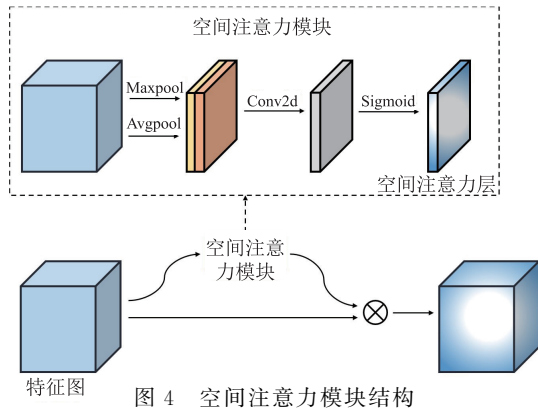 空间注意力模块
Maxpool
Avgpool
Conv2d
Sigmoid
空间注意力层
空间注意
力模块
特征图
图 4 空间注意力模块结构